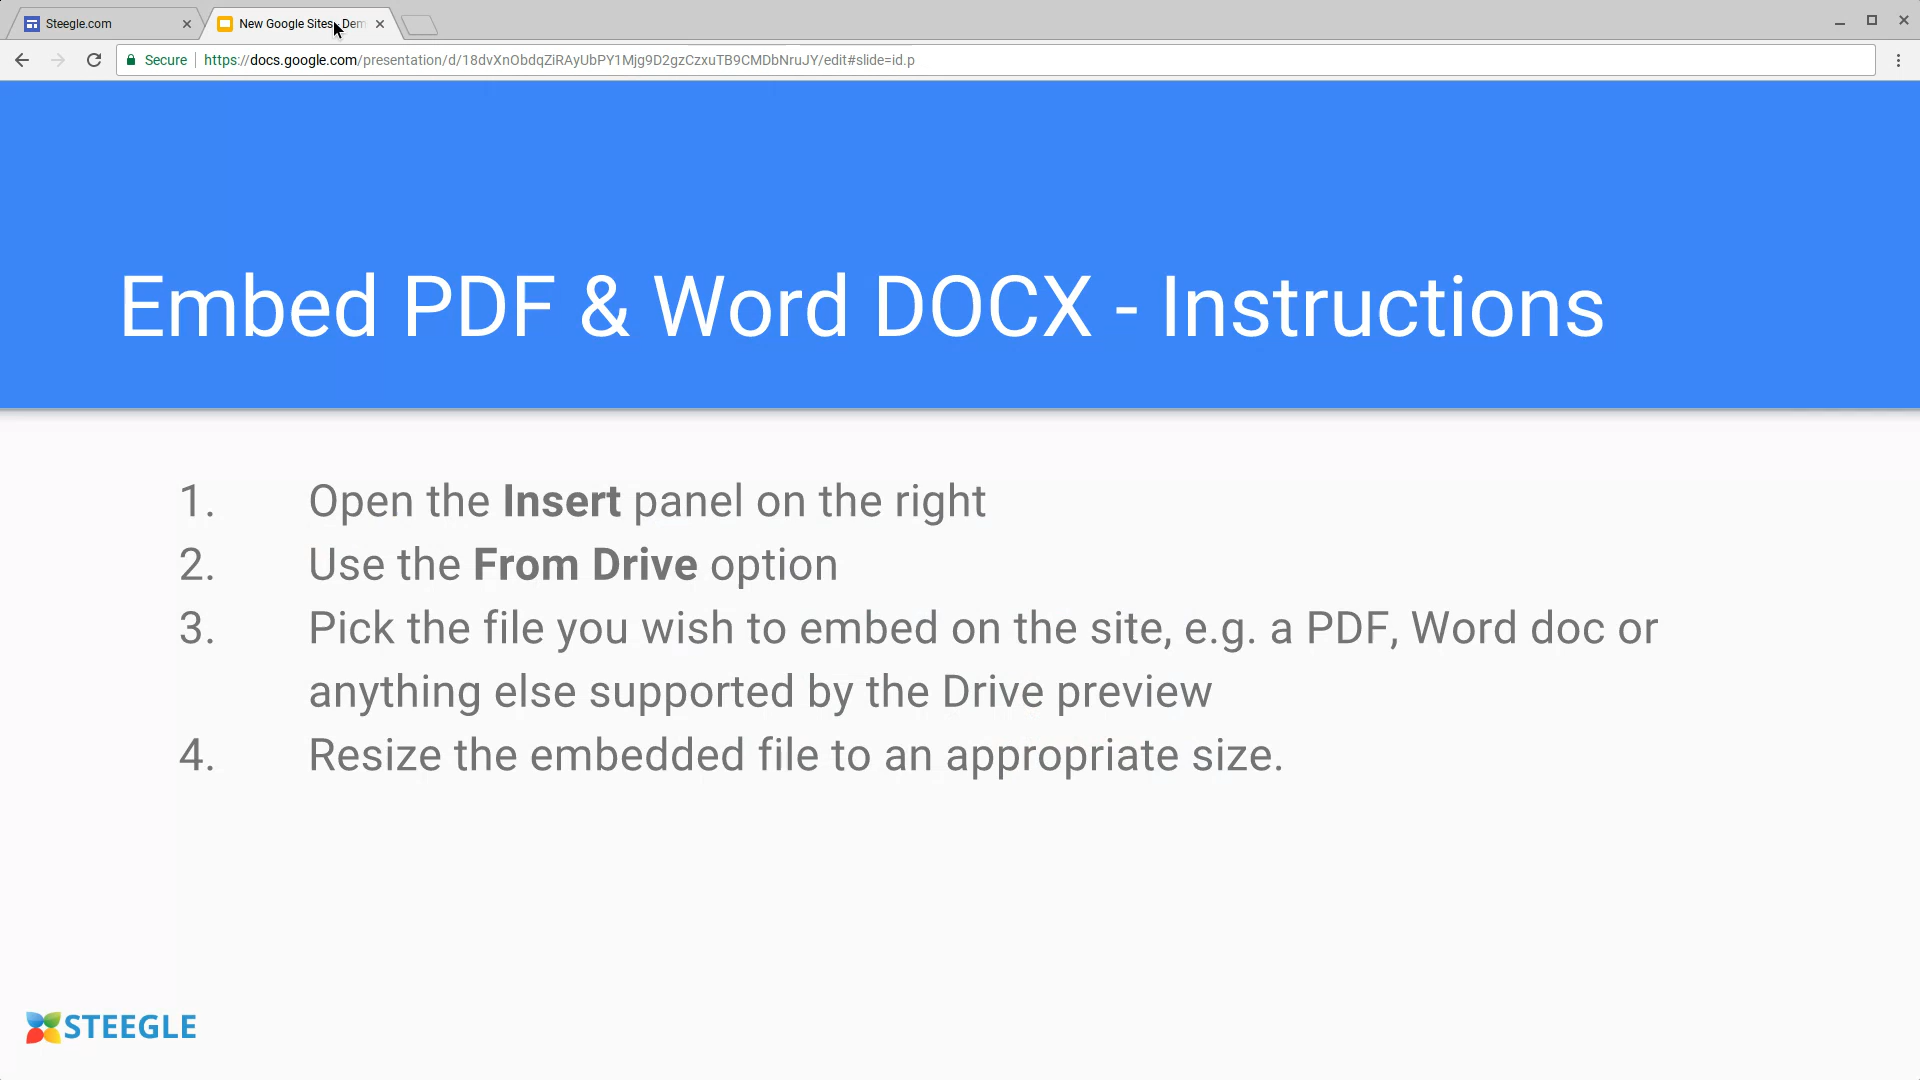 Steegle.com
New Google Sites: Dem
Secure
https://docs.google.com/presentation/d/18dvXnObdqZiRAyUbPY1Mjg9D2gzCzxuTB9CMDbNruJY/edit#slide=id.p
Embed PDF & Word DOCX - Instructions
1. Open the Insert panel on the right
2. Use the From Drive option
3. Pick the file you wish to embed on the site, e.g. a PDF, Word doc or
anything else supported by the Drive preview
4. Resize the embedded file to an appropriate size.
STEEGLE